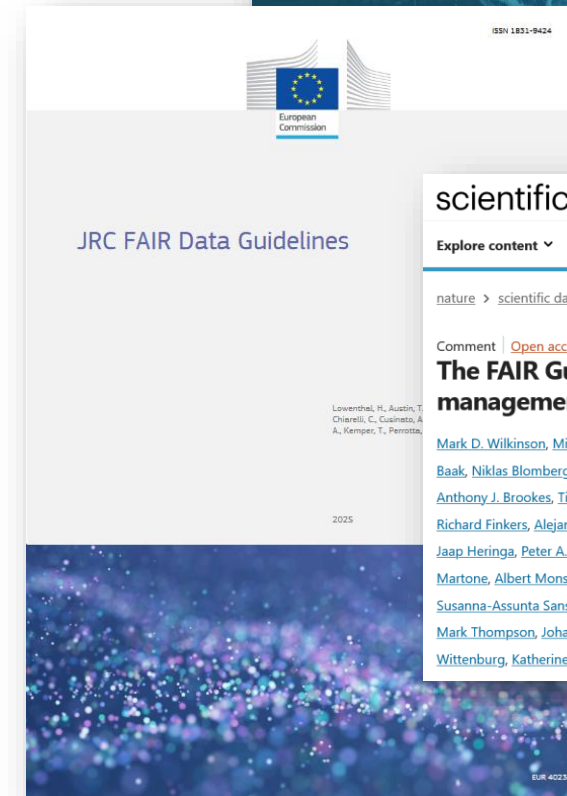 ISSN 1831-9424
European
Commission
JRC FAIR Data Guidelines
Lowenthal, H., Austin, T.
Chiarelli, C., Cusinato, A
A., Kemper, T., Perrotta,
2025
EUR 4023
scientific
Explore content
nature > scientific da
Comment | Open acc
The FAIR Gu
manageme
Mark D. Wilkinson, Mi
Baak, Niklas Blomberg
Anthony J. Brookes, Ti
Richard Finkers, Alejan
Jaap Heringa, Peter A.
Martone, Albert Mons
Susanna-Assunta Sans
Mark Thompson, Joha
Wittenburg, Katherine